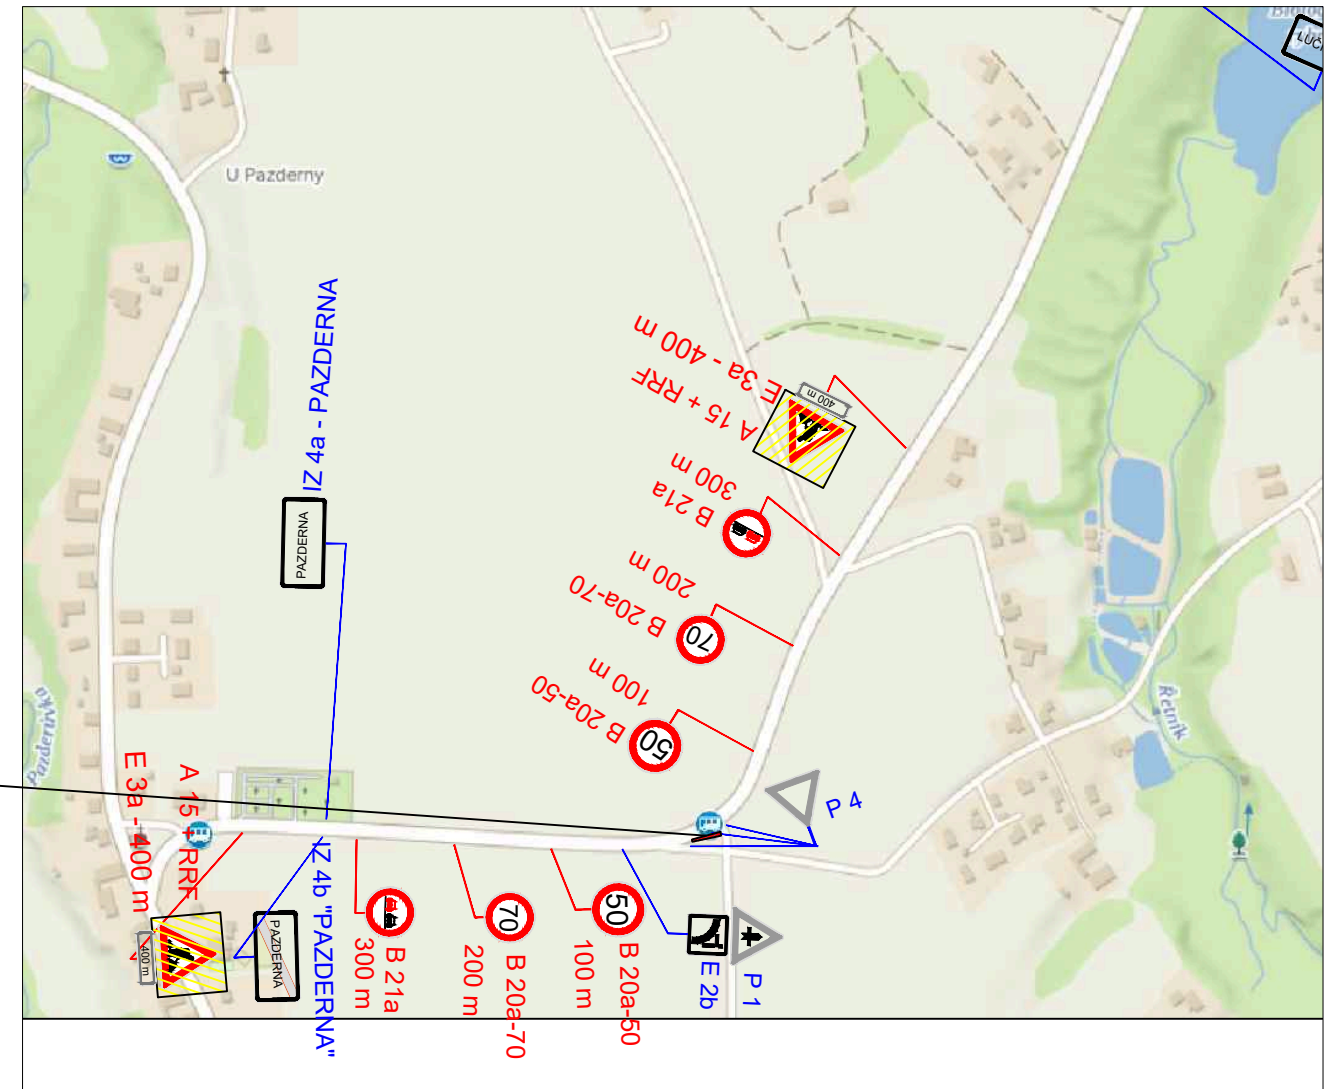 U Pazderny
LUČI
Pazderůvka
Řetník
IZ 4a - PAZDERNA
PAZDERNA
E 3a - 400 m
A 15 + RRF
400 m
300 m
B 21a
200 m
B 20a-70
70
100 m
B 20a-50
50
P 4
E 3a - 400 m
A 15 + RRF
400 m
PAZDERNA
IZ 4b "PAZDERNA"
B 21a
300 m
70
B 20a-70
200 m
50
B 20a-50
100 m
E 2b
P 1